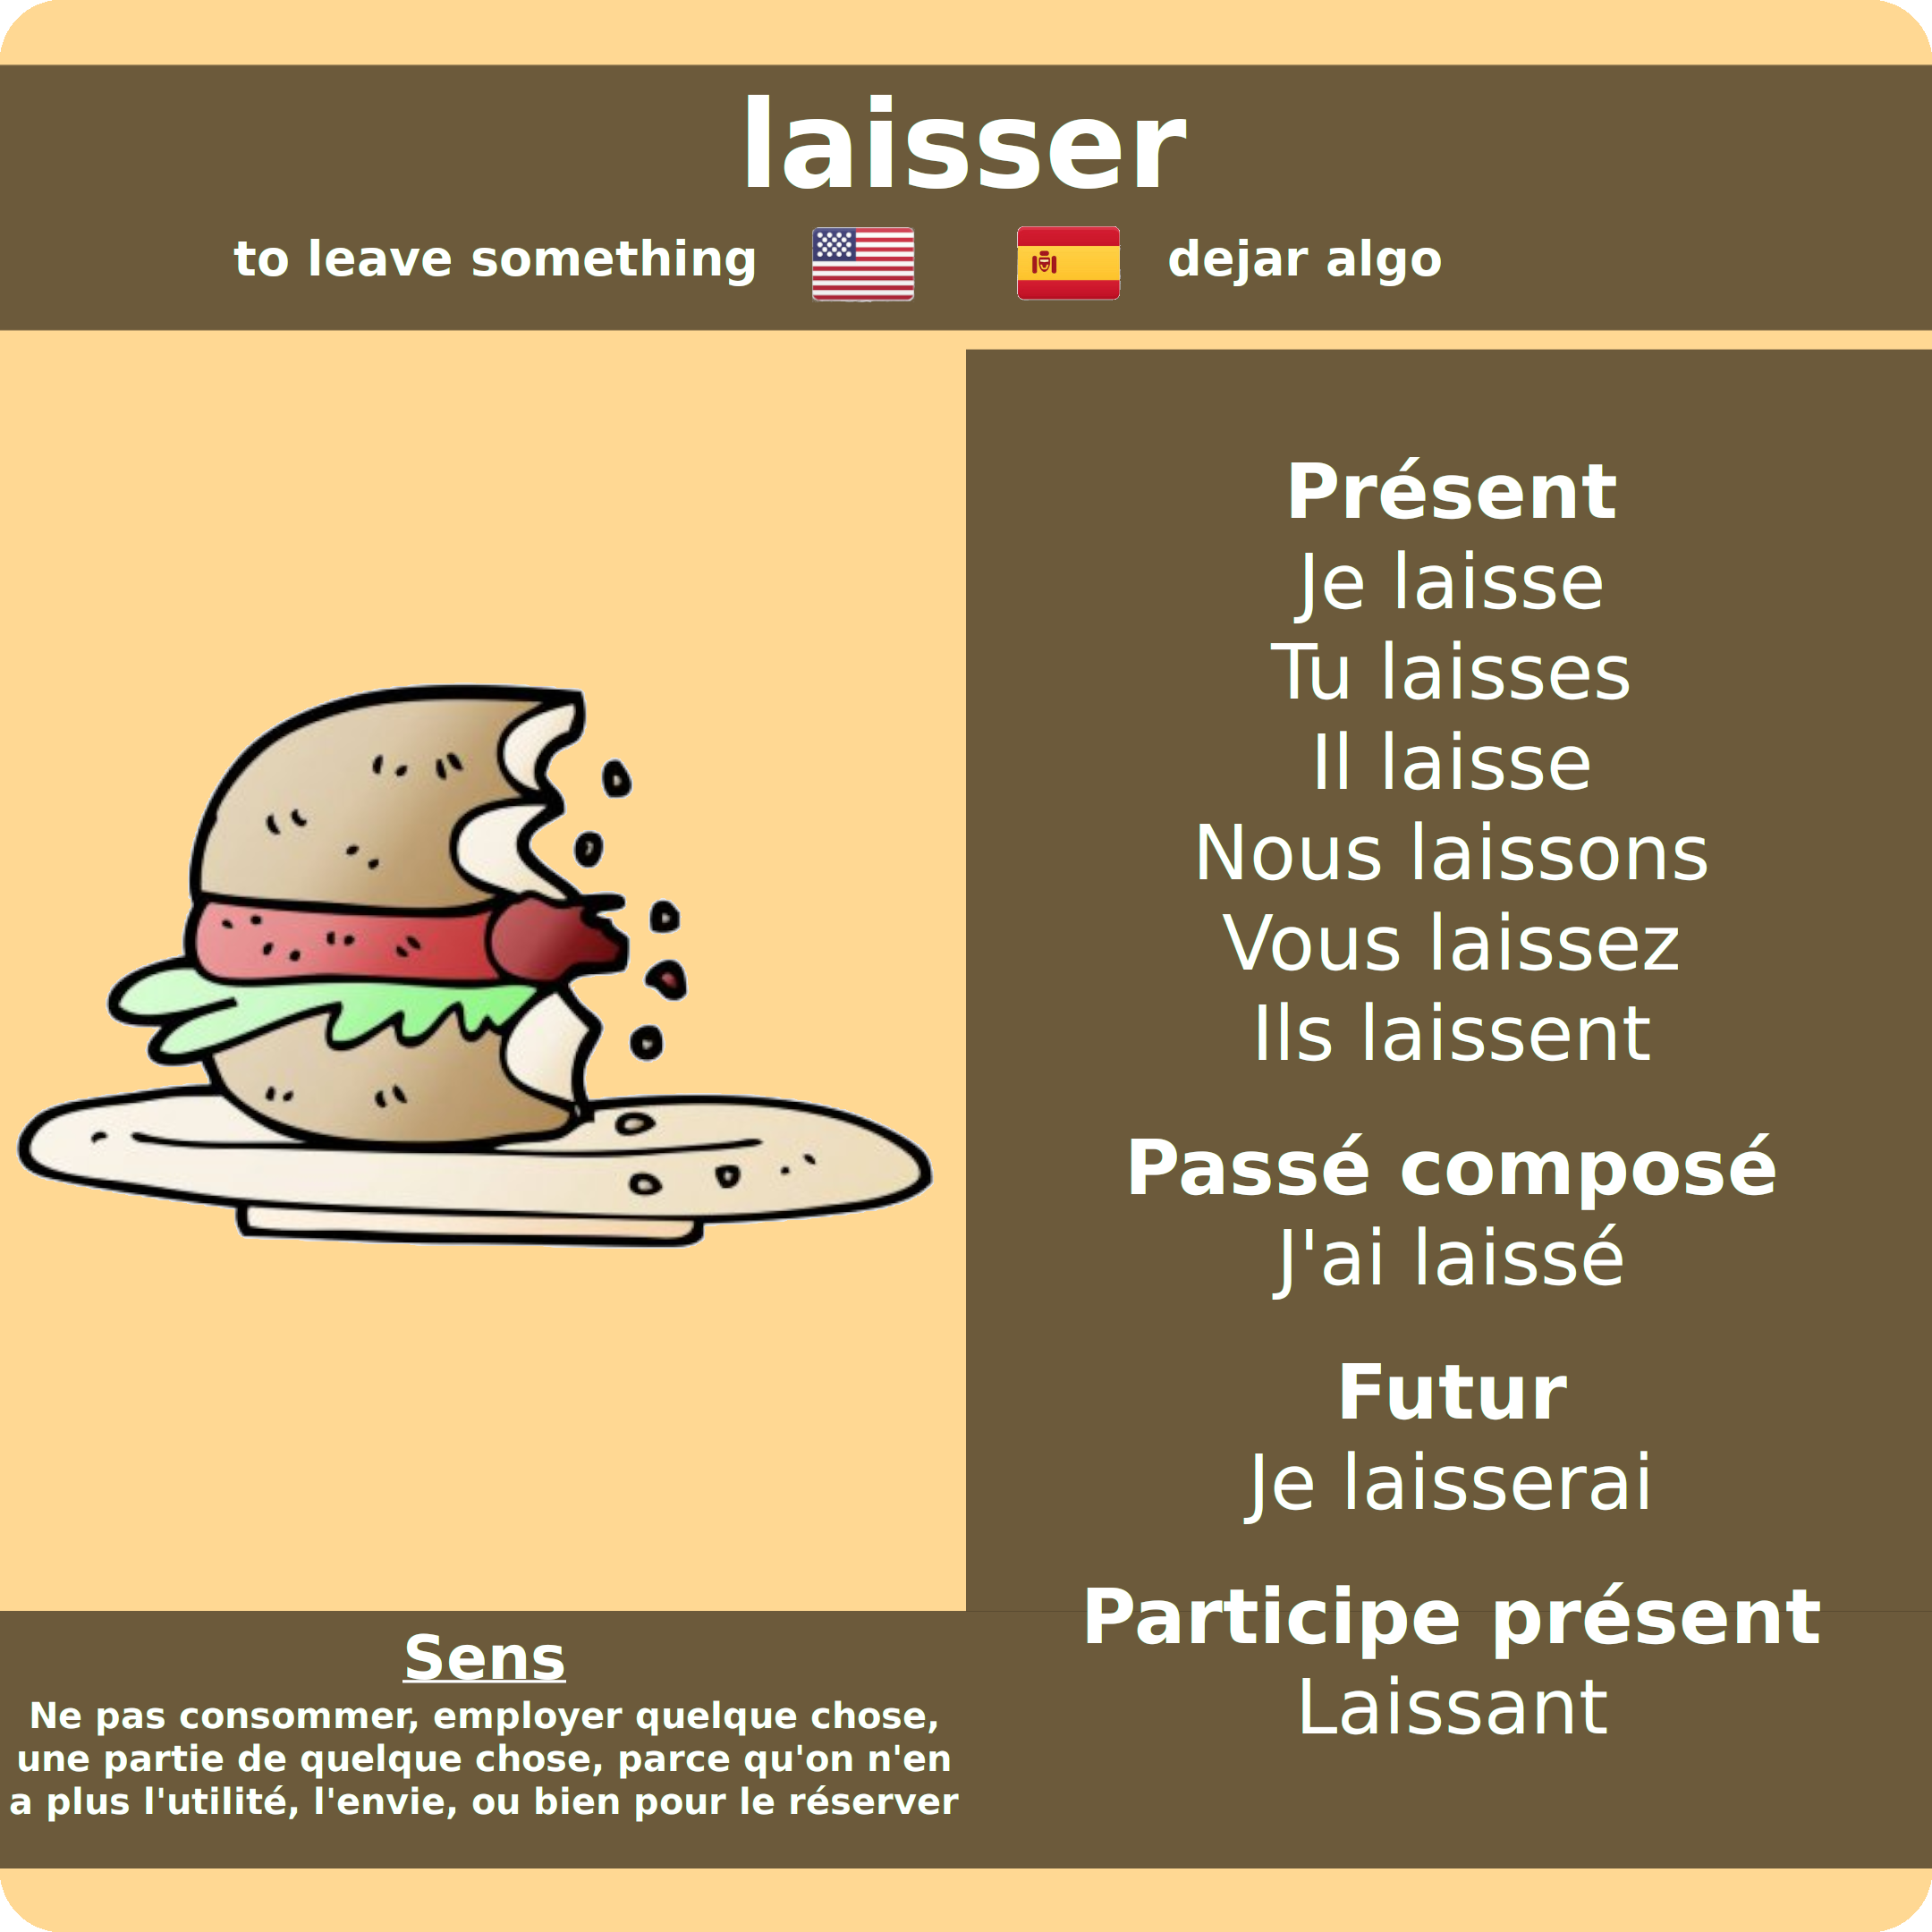 laisser
to leave something
dejar algo
Présent
Je laisse
Tu laisses
Il laisse
Nous laissons
Vous laissez
Ils laissent
Passé composé
J'ai laissé
Futur
Je laisserai
Participe présent
Laissant
Sens
Ne pas consommer, employer quelque chose,
une partie de quelque chose, parce qu'on n'en
a plus l'utilité, l'envie, ou bien pour le réserver